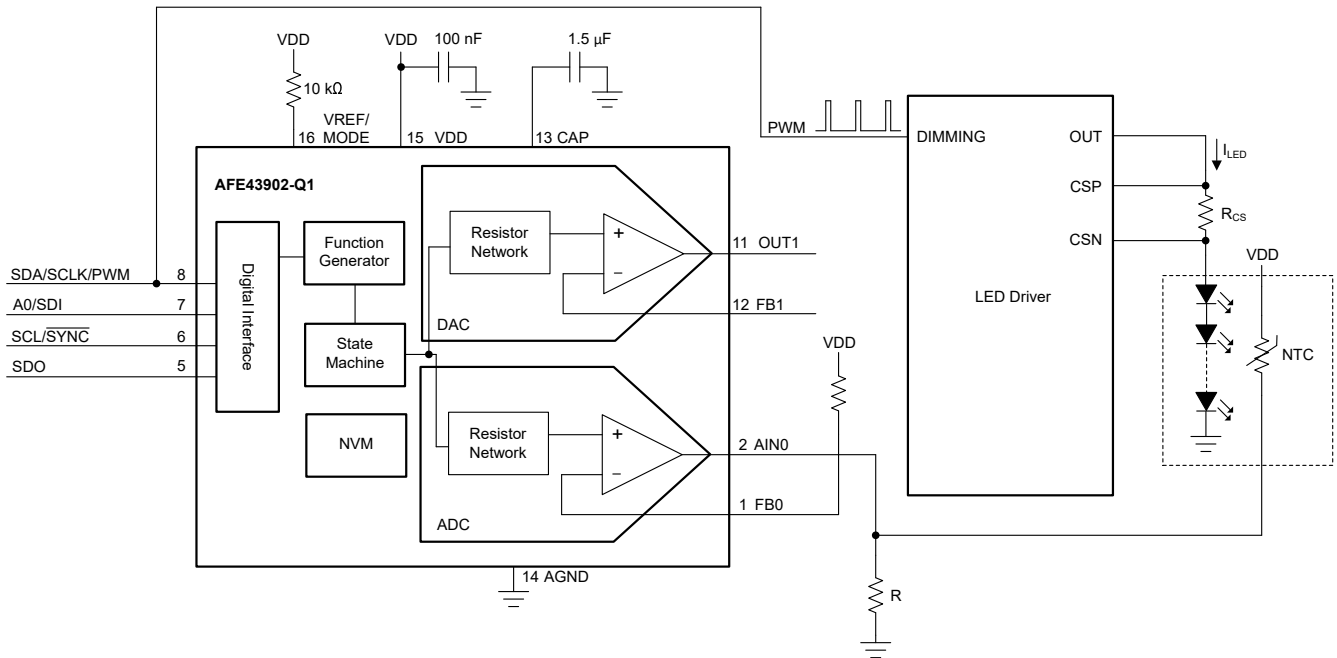 VDD
10 kΩ
VDD
100 nF
1.5 µF
16
VREF/
MODE
15
VDD
13 CAP
AFE43902-Q1
Digital Interface
Function
Generator
State
Machine
NVM
Resistor
Network
+
−
DAC
Resistor
Network
+
−
ADC
SDA/SCLK/PWM
8
A0/SDI
7
SCL/SYNC
6
SDO
5
11 OUT1
12 FB1
2 AIN0
1 FB0
14 AGND
VDD
R
PWM
DIMMING
LED Driver
OUT
CSP
CSN
ILED
RCS
VDD
NTC